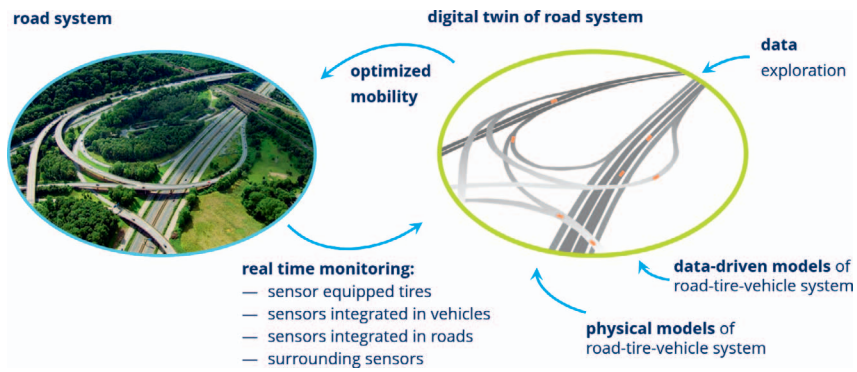 road system
digital twin of road system
optimized
mobility
data
exploration
real time monitoring:
— sensor equipped tires
— sensors integrated in vehicles
— sensors integrated in roads
— surrounding sensors
data-driven models of
road-tire-vehicle system
physical models of
road-tire-vehicle system